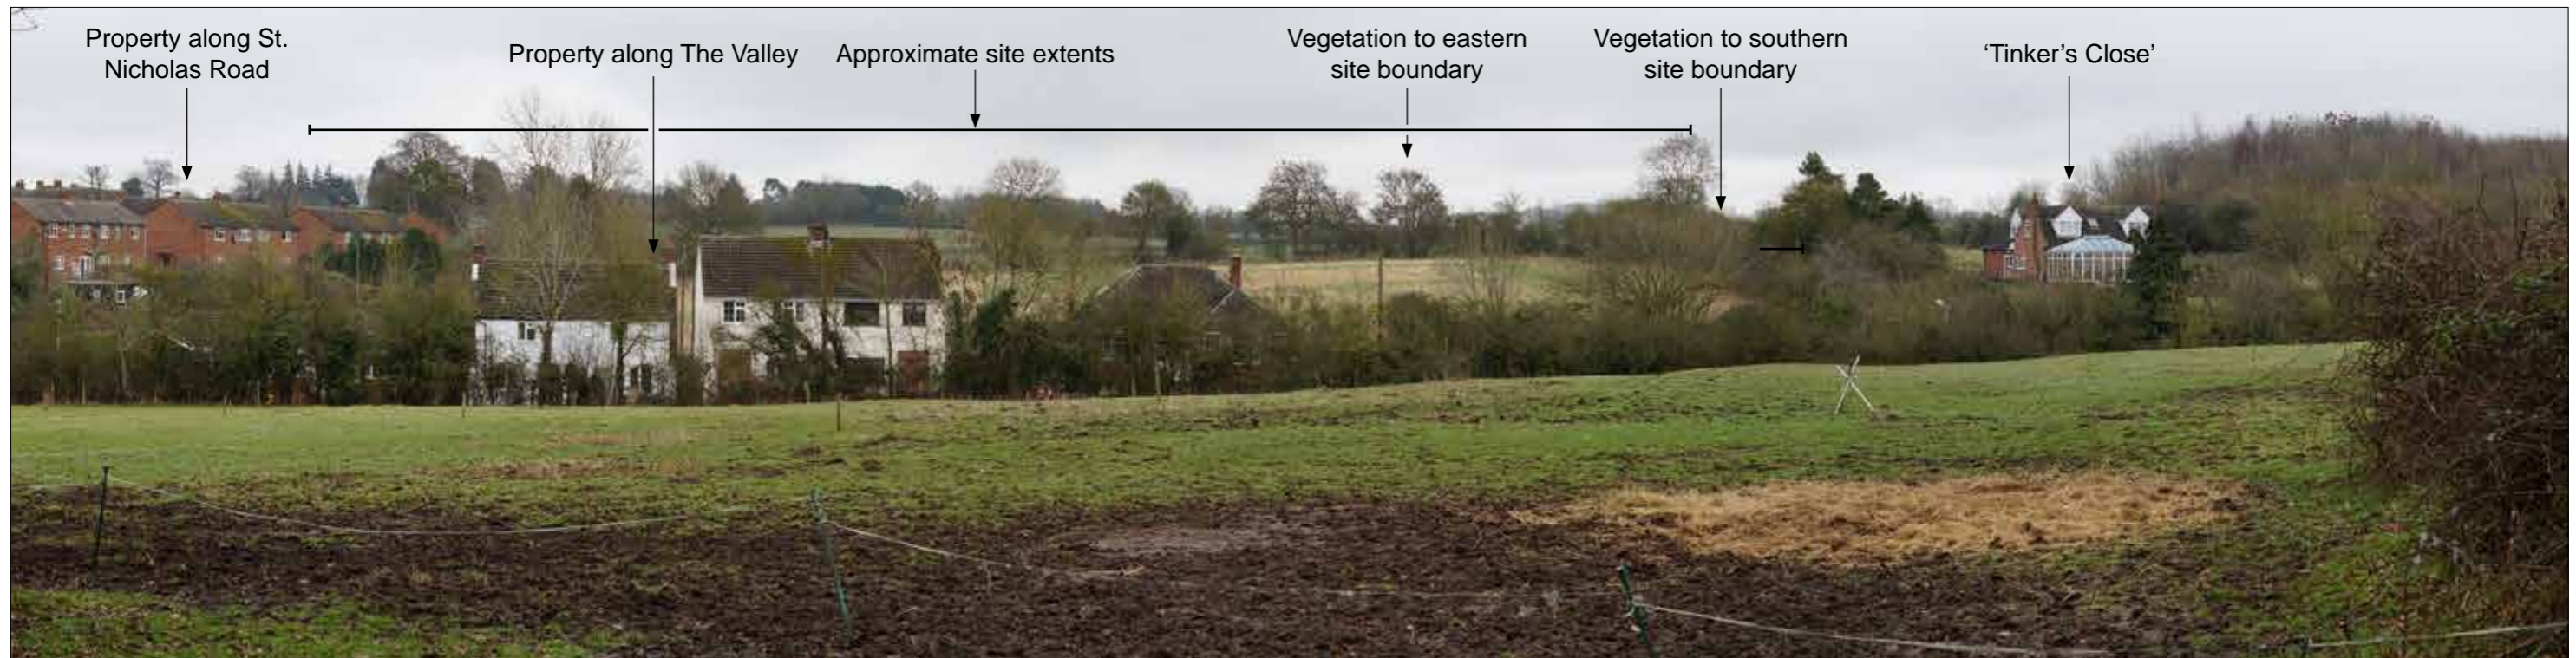 Property along St.
Nicholas Road
Property along The Valley
Approximate site extents
Vegetation to eastern
site boundary
Vegetation to southern
site boundary
‘Tinker’s Close’